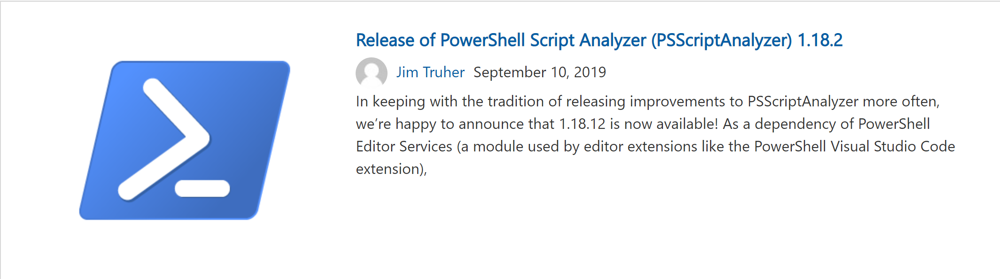 Release of PowerShell Script Analyzer (PSScriptAnalyzer) 1.18.2
Jim Truher September 10, 2019
In keeping with the tradition of releasing improvements to PSScriptAnalyzer more often,
we’re happy to announce that 1.18.12 is now available! As a dependency of PowerShell
Editor Services (a module used by editor extensions like the PowerShell Visual Studio Code
extension),